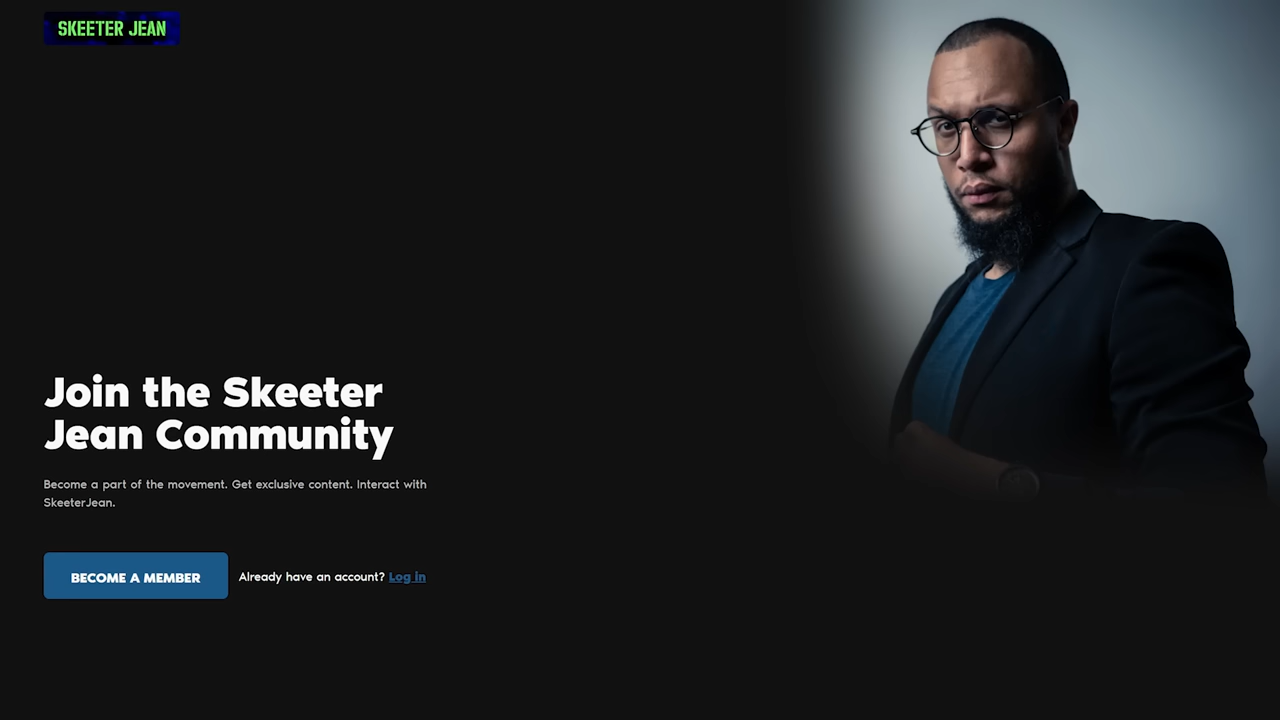 SKEETER JEAN
Join the Skeeter
Jean Community
Become a part of the movement. Get exclusive content. Interact with
SkeeterJean.
BECOME A MEMBER
Already have an account? Log in